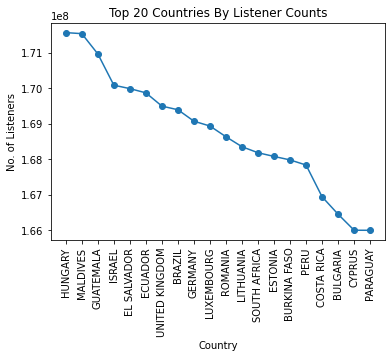 Top 20 Countries By Listener Counts
1e8
1.71
1.70
1.69
1.68
1.67
1.66
No. of Listeners
HUNGARY
MALDIVES
GUATEMALA
ISRAEL
EL SALVADOR
ECUADOR
UNITED KINGDOM
BRAZIL
GERMANY
LUXEMBOURG
ROMANIA
LITHUANIA
SOUTH AFRICA
ESTONIA
BURKINA FASO
PERU
COSTA RICA
BULGARIA
CYPRUS
PARAGUAY
Country